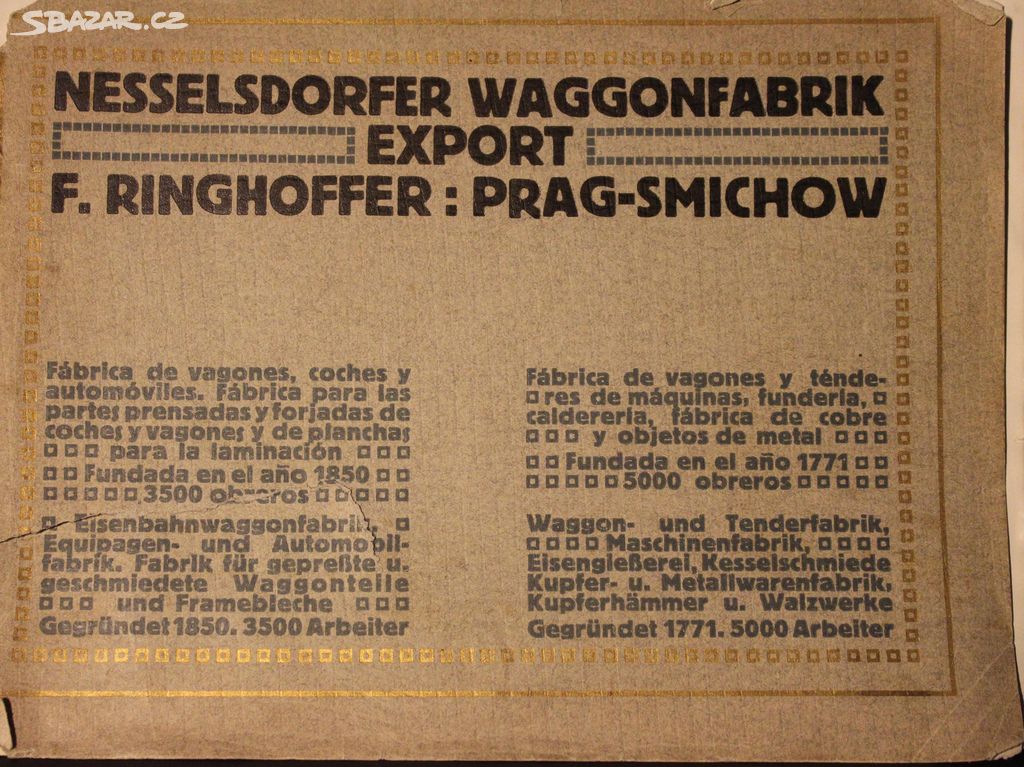 SBAZAR.CZ
NESSELSDORFER WAGGONFABRIK
EXPORT
F. RINGHOFFER : PRAG-SMICHOW
Fábrica de vagones, coches y
automóviles. Fábrica para las
partes prensadas y forjadas de
coches y vagones y de planchas
para la laminación
Fundada en el año 1850
3500 obreros
Eisenbahnwaggonfabrik,
Equipagen- und Automobil-
fabrik. Fabrik für gepreßte u.
geschmiedete Waggonteile
und Framebleche
Gegründet 1850. 3500 Arbeiter
Fábrica de vagones y ténde-
res de máquinas, fundería,
calderería, fábrica de cobre
y objetos de metal
Fundada en el año 1771
5000 obreros
Waggon- und Tenderfabrik,
Maschinenfabrik,
Eisengießerei, Kesselschmiede
Kupfer- u. Metallwarenfabrik,
Kupferhämmer u. Walzwerke
Gegründet 1771. 5000 Arbeiter